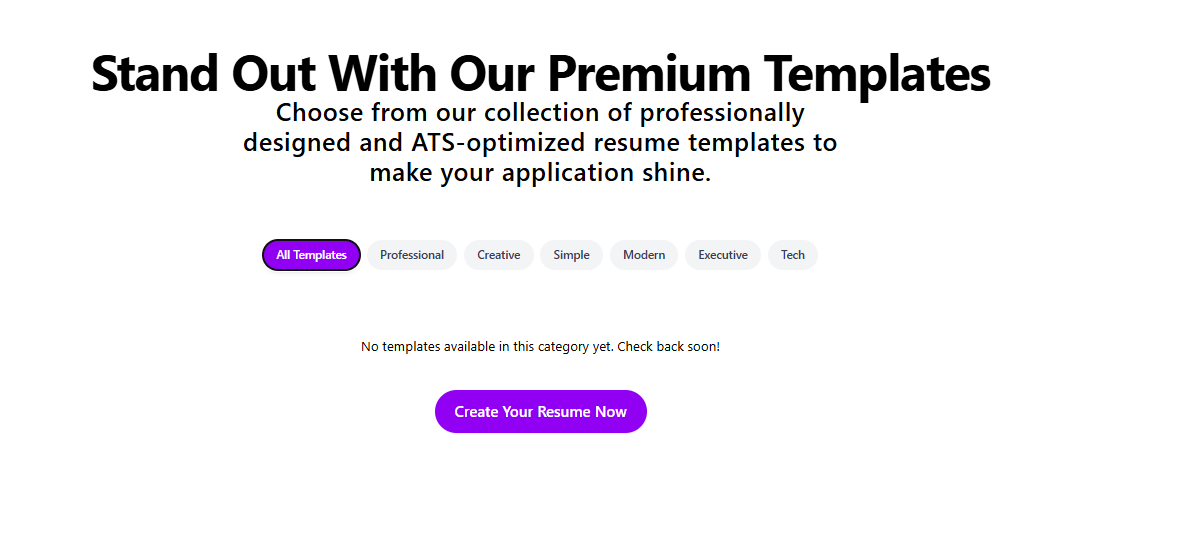 Stand Out With Our Premium Templates
Choose from our collection of professionally
designed and ATS-optimized resume templates to
make your application shine.
All Templates Professional Creative Simple Modern Executive Tech
No templates available in this category yet. Check back soon!
Create Your Resume Now